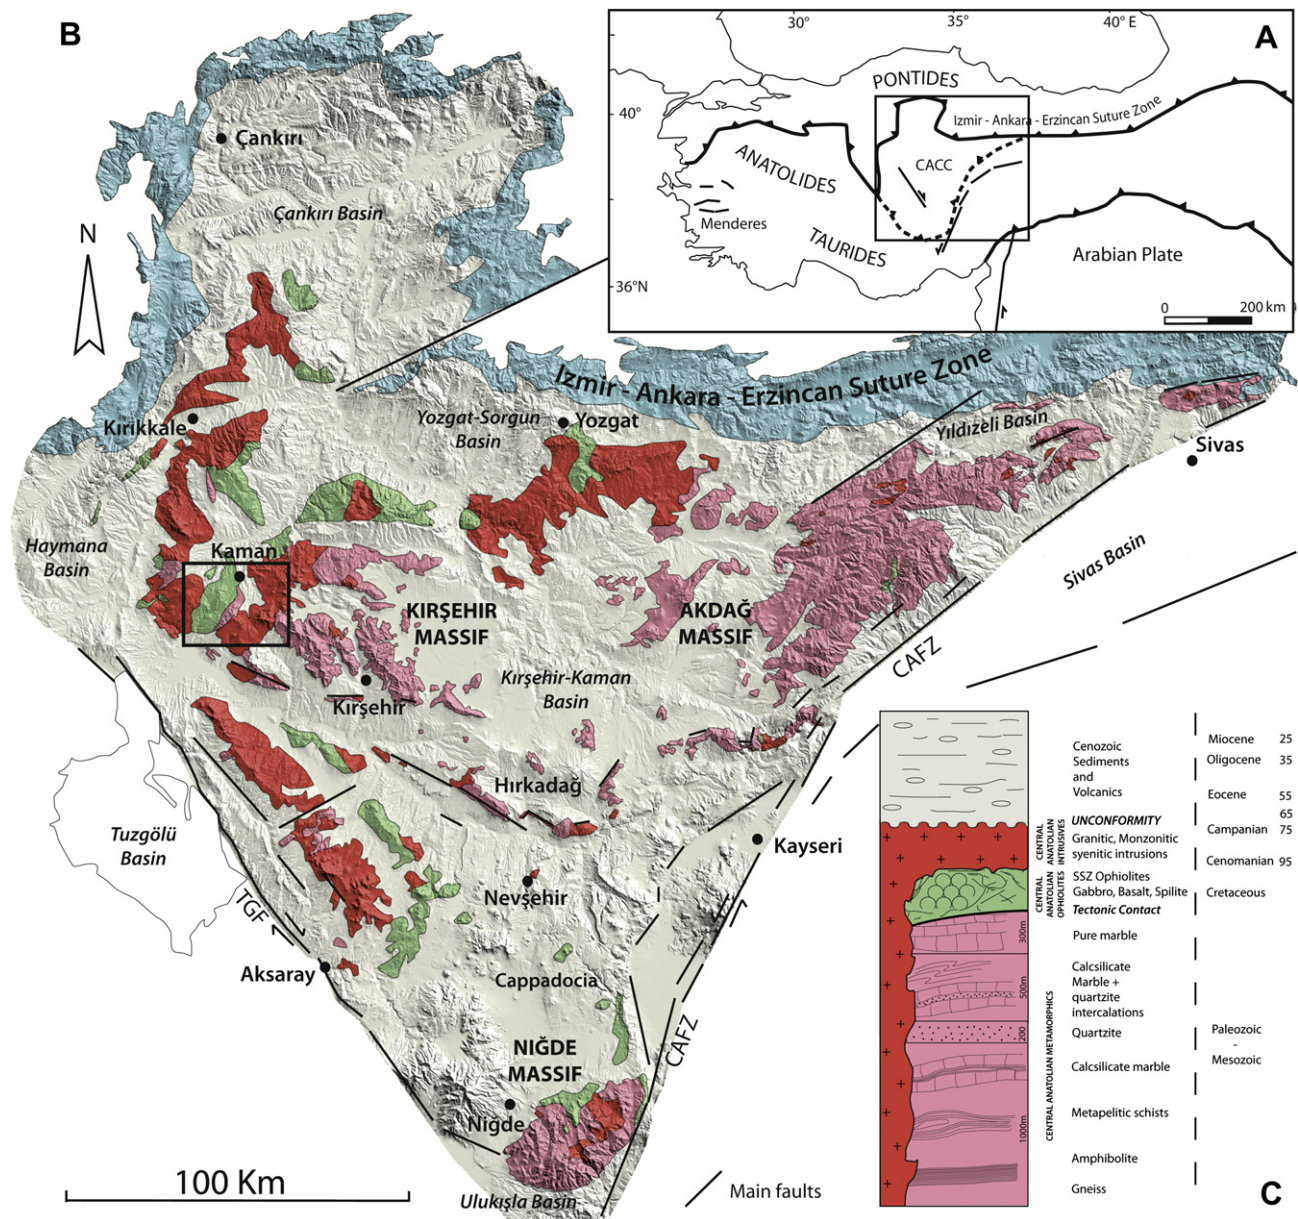 B
Çankırı
Çankırı Basin
N
30°
35°
40° E
A
PONTIDES
40°
Izmir - Ankara - Erzincan Suture Zone
ANATOLIDES
CACC
Menderes
TAURIDES
Arabian Plate
36°N
0
200 km
Izmir - Ankara - Erzincan Suture Zone
Kırıkkale
Yozgat-Sorgun
Basin
Yozgat
Yıldızeli Basin
Sivas
Haymana
Basin
Kaman
KIRŞEHIR
MASSIF
AKDAĞ
MASSIF
Sivas Basin
CAFZ
Kırşehir
Kırşehir-Kaman
Basin
Hırkadağ
Tuzgölü
Basin
Kayseri
Nevşehir
TGF
Aksaray
Cappadocia
CAFZ
NIĞDE
MASSIF
Niğde
100 Km
Ulukışla Basin
Main faults
Cenozoic
Sediments
and
Volcanics
Miocene 25
Oligocene 35
Eocene 55
65
UNCONFORMITY
Campanian 75
CENTRAL
ANATOLIAN
INTRUSIVES
Granitic, Monzonitic
syenitic intrusions
Cenomanian 95
CENTRAL
ANATOLIAN
OPHIOLITES
SSZ Ophiolites
Gabbro, Basalt, Spilite
Cretaceous
Tectonic Contact
300m
Pure marble
500m
Calcsilicate
Marble +
quartzite
intercalations
200
Quartzite
Paleozoic
-
Mesozoic
CENTRAL ANATOLIAN METAMORPHICS
Calcsilicate marble
1000m
Metapelitic schists
Amphibolite
Gneiss
C